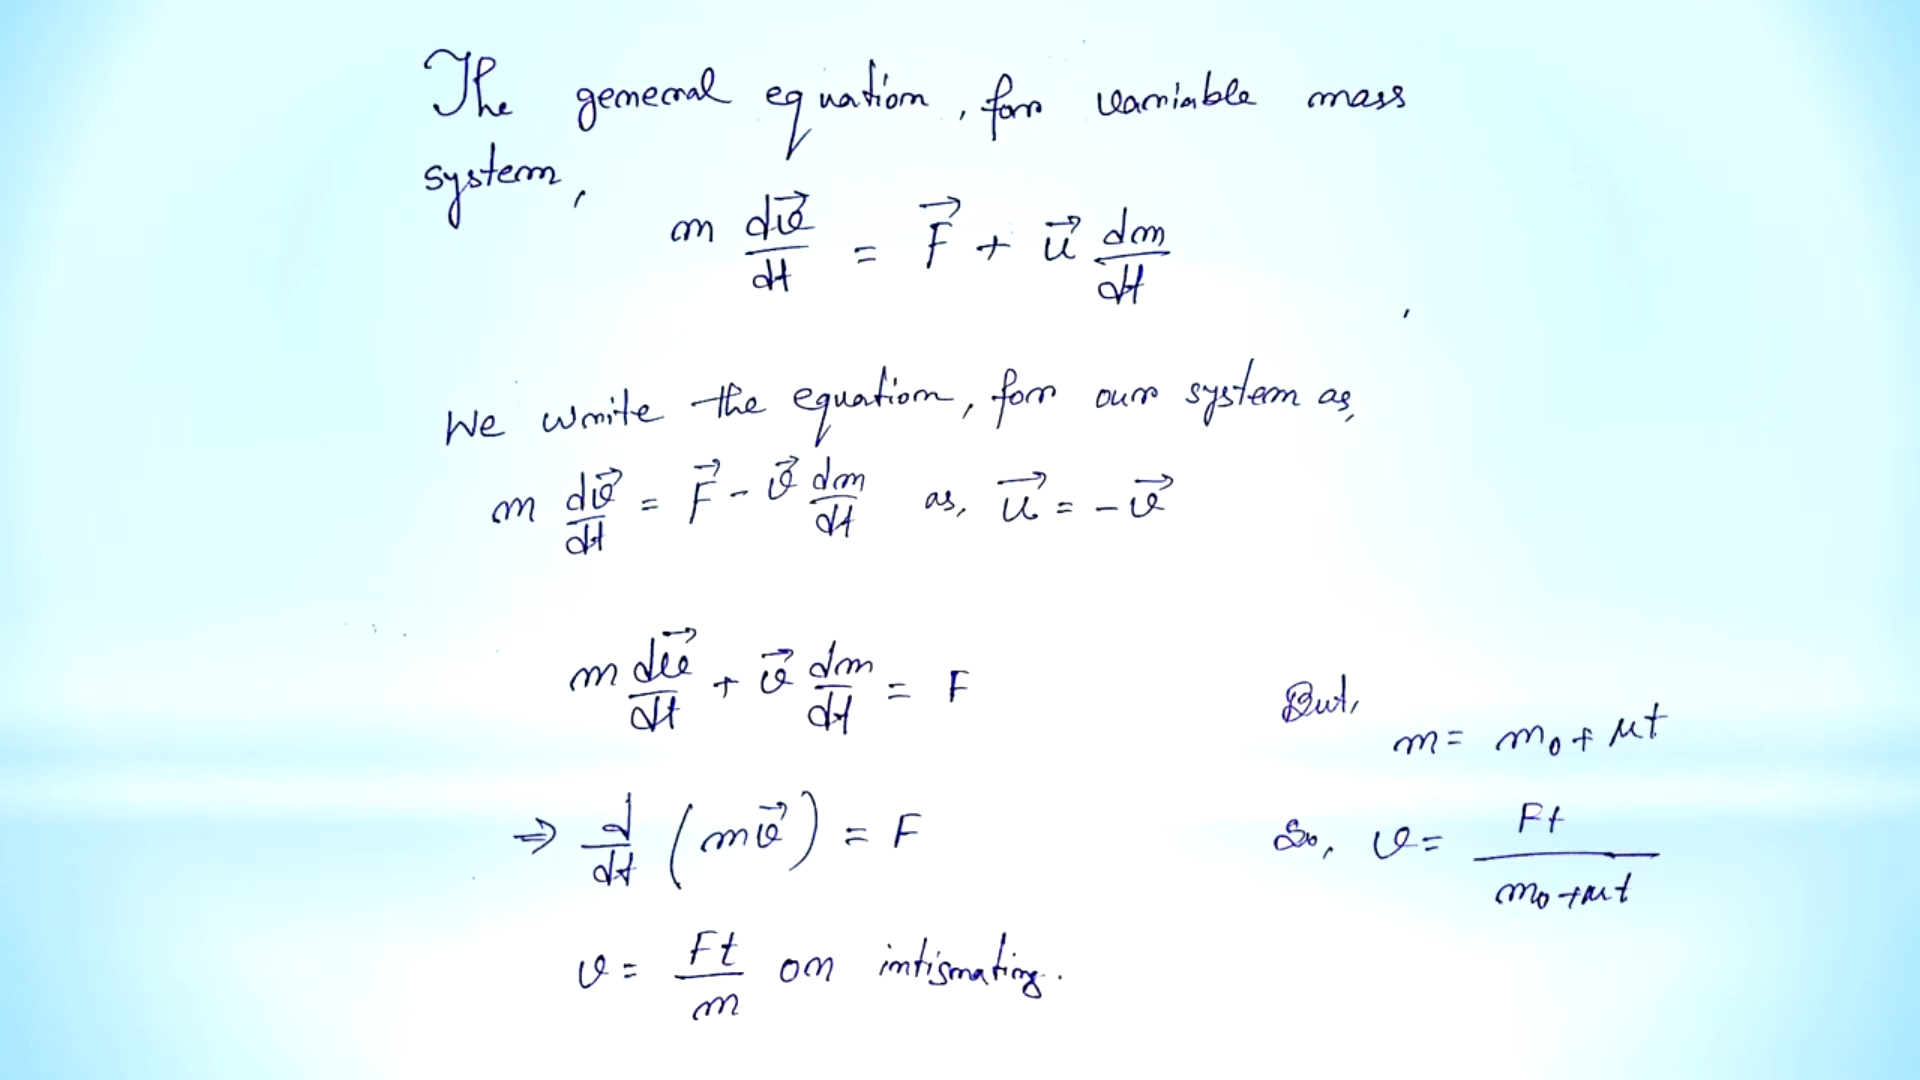 The general equation, for variable mass
system,
m dv⃗/dt = F⃗ + u⃗ dm/dt
We write the equation, for our system as,
m dv⃗/dt = F⃗ - v⃗ dm/dt as, u⃗ = - v⃗
m dv⃗/dt + v⃗ dm/dt = F
⇒ d/dt (mv⃗) = F
v = Ft/m on
But,
m = m₀ + μt
So, v = Ft/(m₀ + μt)